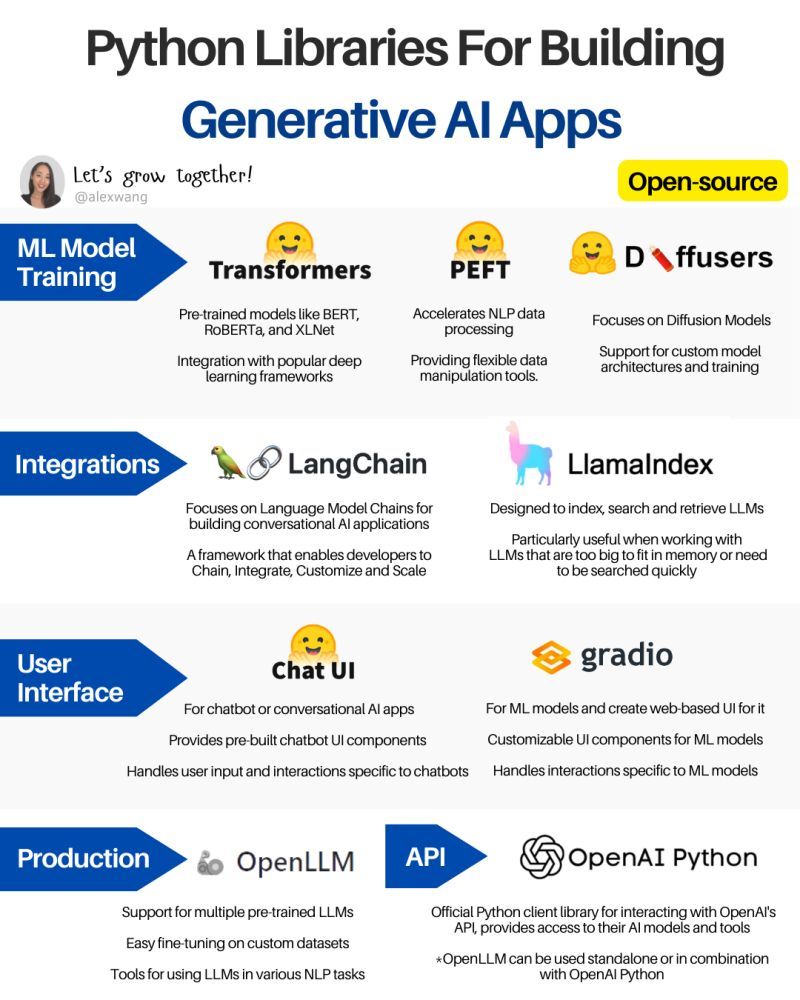 Python Libraries For Building
Generative AI Apps
Let's grow together!
@alexwang
Open-source
ML Model
Training
Transformers
Pre-trained models like BERT,
RoBERTa, and XLNet
Integration with popular deep
learning frameworks
PEFT
Accelerates NLP data
processing
Providing flexible data
manipulation tools.
D🧨ffusers
Focuses on Diffusion Models
Support for custom model
architectures and training
Integrations
LangChain
Focuses on Language Model Chains for
building conversational AI applications
A framework that enables developers to
Chain, Integrate, Customize and Scale
LlamaIndex
Designed to index, search and retrieve LLMs
Particularly useful when working with
LLMs that are too big to fit in memory or need
to be searched quickly
User
Interface
Chat UI
For chatbot or conversational AI apps
Provides pre-built chatbot UI components
Handles user input and interactions specific to chatbots
gradio
For ML models and create web-based UI for it
Customizable UI components for ML models
Handles interactions specific to ML models
Production
OpenLLM
Support for multiple pre-trained LLMs
Easy fine-tuning on custom datasets
Tools for using LLMs in various NLP tasks
API
OpenAI Python
Official Python client library for interacting with OpenAI's
API, provides access to their AI models and tools
*OpenLLM can be used standalone or in combination
with OpenAI Python